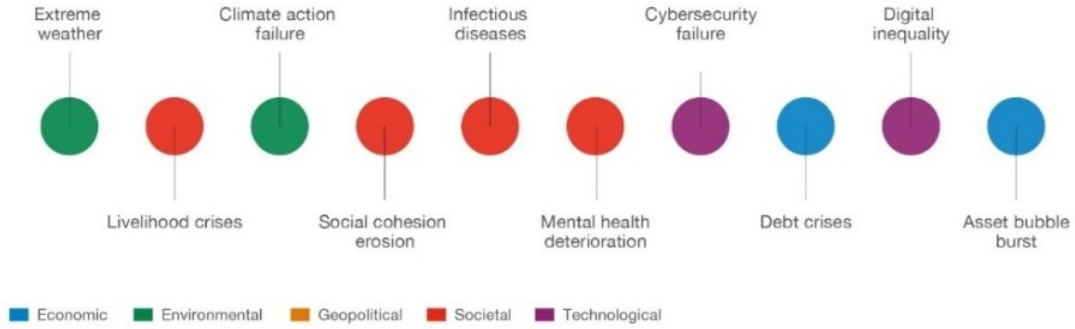 Extreme
weather
Climate action
failure
Infectious
diseases
Cybersecurity
failure
Digital
inequality
Livelihood crises
Social cohesion
erosion
Mental health
deterioration
Debt crises
Asset bubble
burst
Economic
Environmental
Geopolitical
Societal
Technological